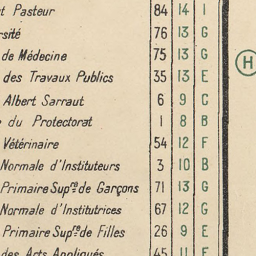 t Pasteur 84 14 I
rsité 76 13 G
de Médecine 75 13 G
des Travaux Publics 35 13 E
Albert Sarraut 6 9 C
du Protectorat 1 8 B
Vétérinaire 54 12 F
Normale d'Instituteurs 3 10 B
Primaire Supre de Garçons 71 13 G
Normale d'Institutrices 67 12 G
Primaire Supre de Filles 26 9 E
des Arts Appliqués 45 11 F
H